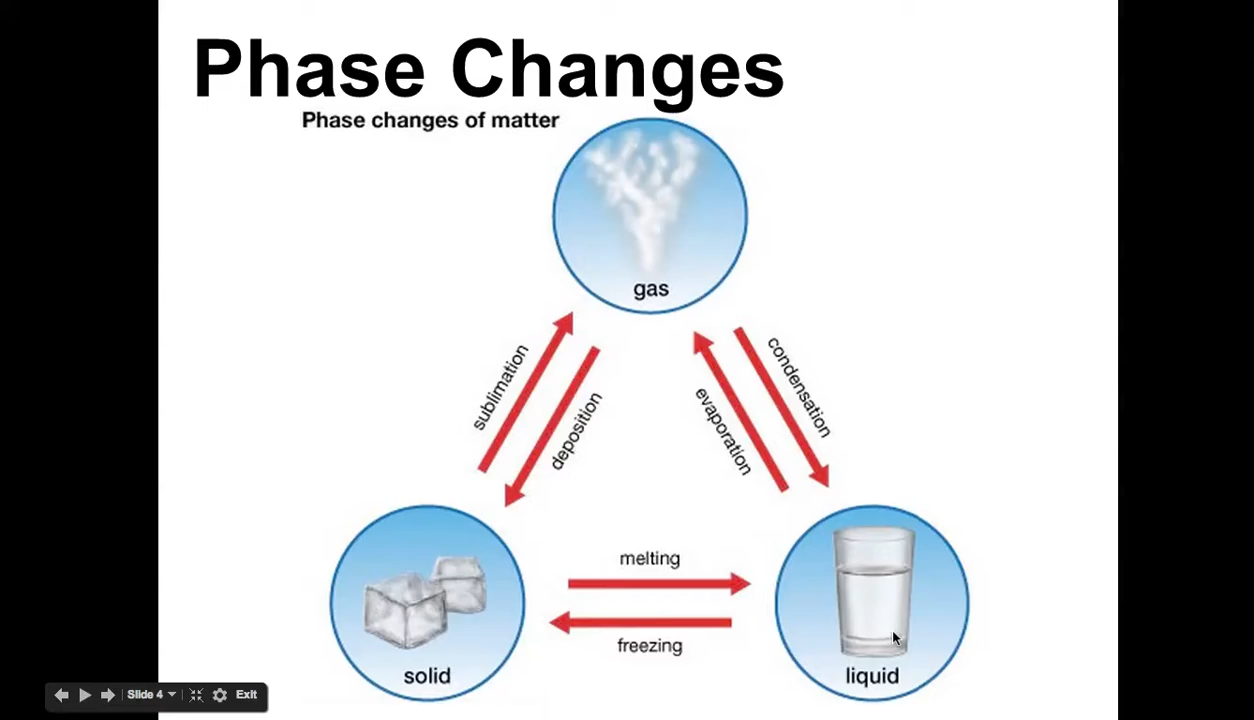 Phase Changes
Phase changes of matter
gas
sublimation
deposition
evaporation
condensation
melting
freezing
solid
liquid
Slide 4
Exit